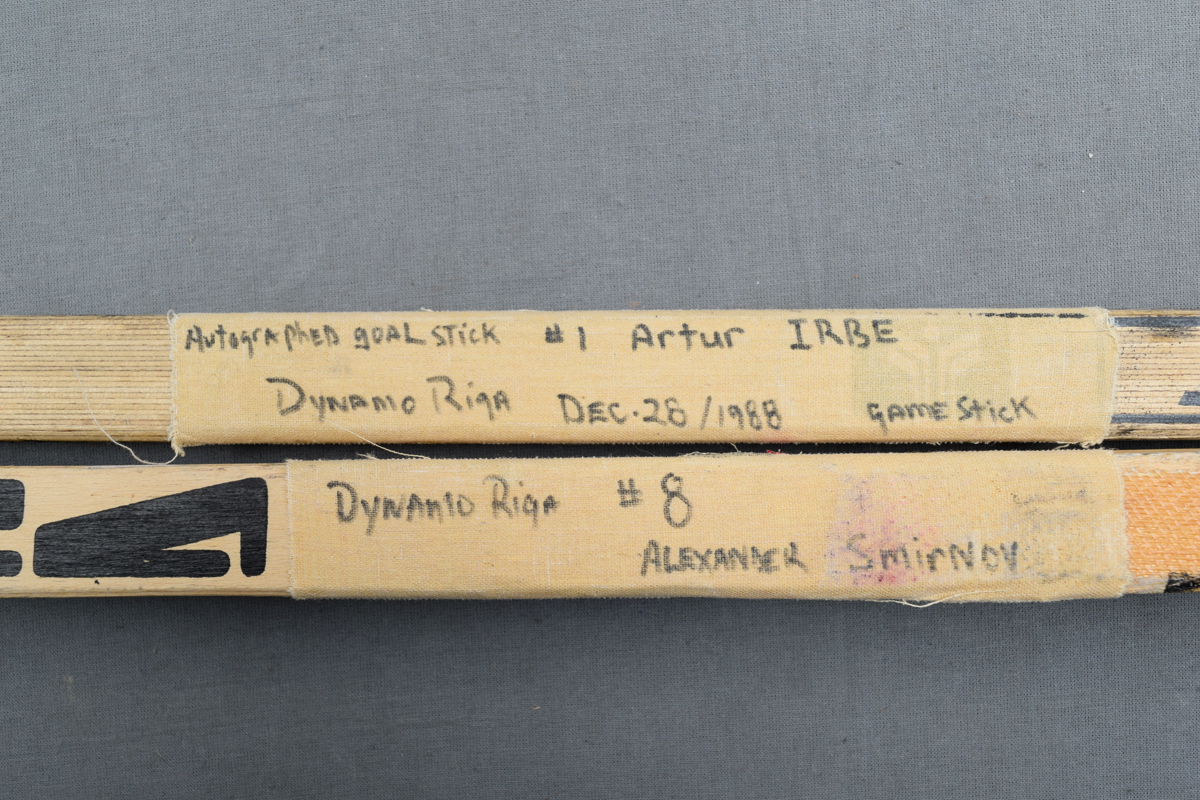 Autographed goal stick #1 Artur IRBE
Dynamo Riga DEC. 28/1988 game stick
Dynamo Riga #8
Alexander Smirnov